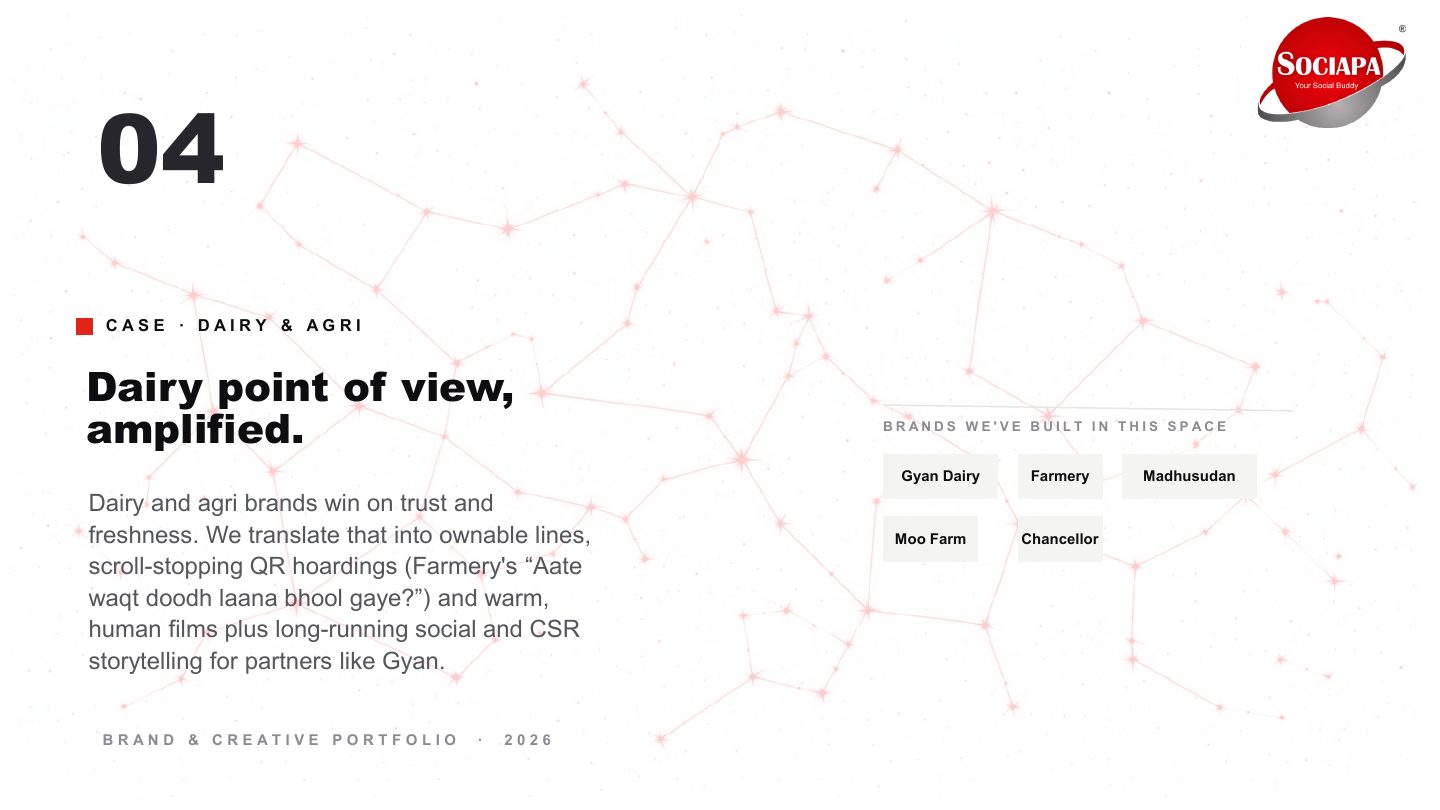 SOCIAPA
®
Your Social Buddy
04
CASE · DAIRY & AGRI
Dairy point of view,
amplified.
Dairy and agri brands win on trust and
freshness. We translate that into ownable lines,
scroll-stopping QR hoardings (Farmery's “Aate
waqt doodh laana bhool gaye?”) and warm,
human films plus long-running social and CSR
storytelling for partners like Gyan.
BRANDS WE'VE BUILT IN THIS SPACE
Gyan Dairy
Farmery
Madhusudan
Moo Farm
Chancellor
BRAND & CREATIVE PORTFOLIO · 2026